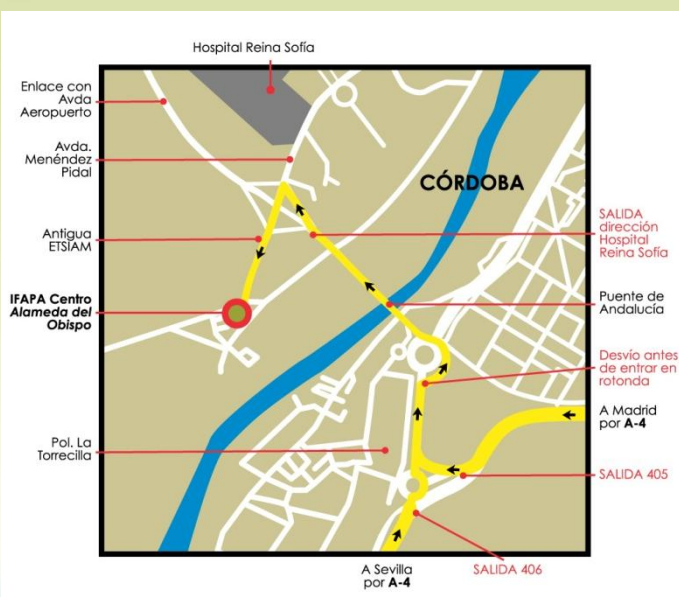 Hospital Reina Sofía
Enlace con
Avda
Aeropuerto
Avda.
Menéndez
Pidal
CÓRDOBA
SALIDA
dirección
Hospital
Reina Sofía
Antigua
ETSIAM
IFAPA Centro
Alameda del
Obispo
Puente de
Andalucía
Desvío antes
de entrar en
rotonda
A Madrid
por A-4
Pol. La
Torrecilla
SALIDA 405
A Sevilla
por A-4
SALIDA 406